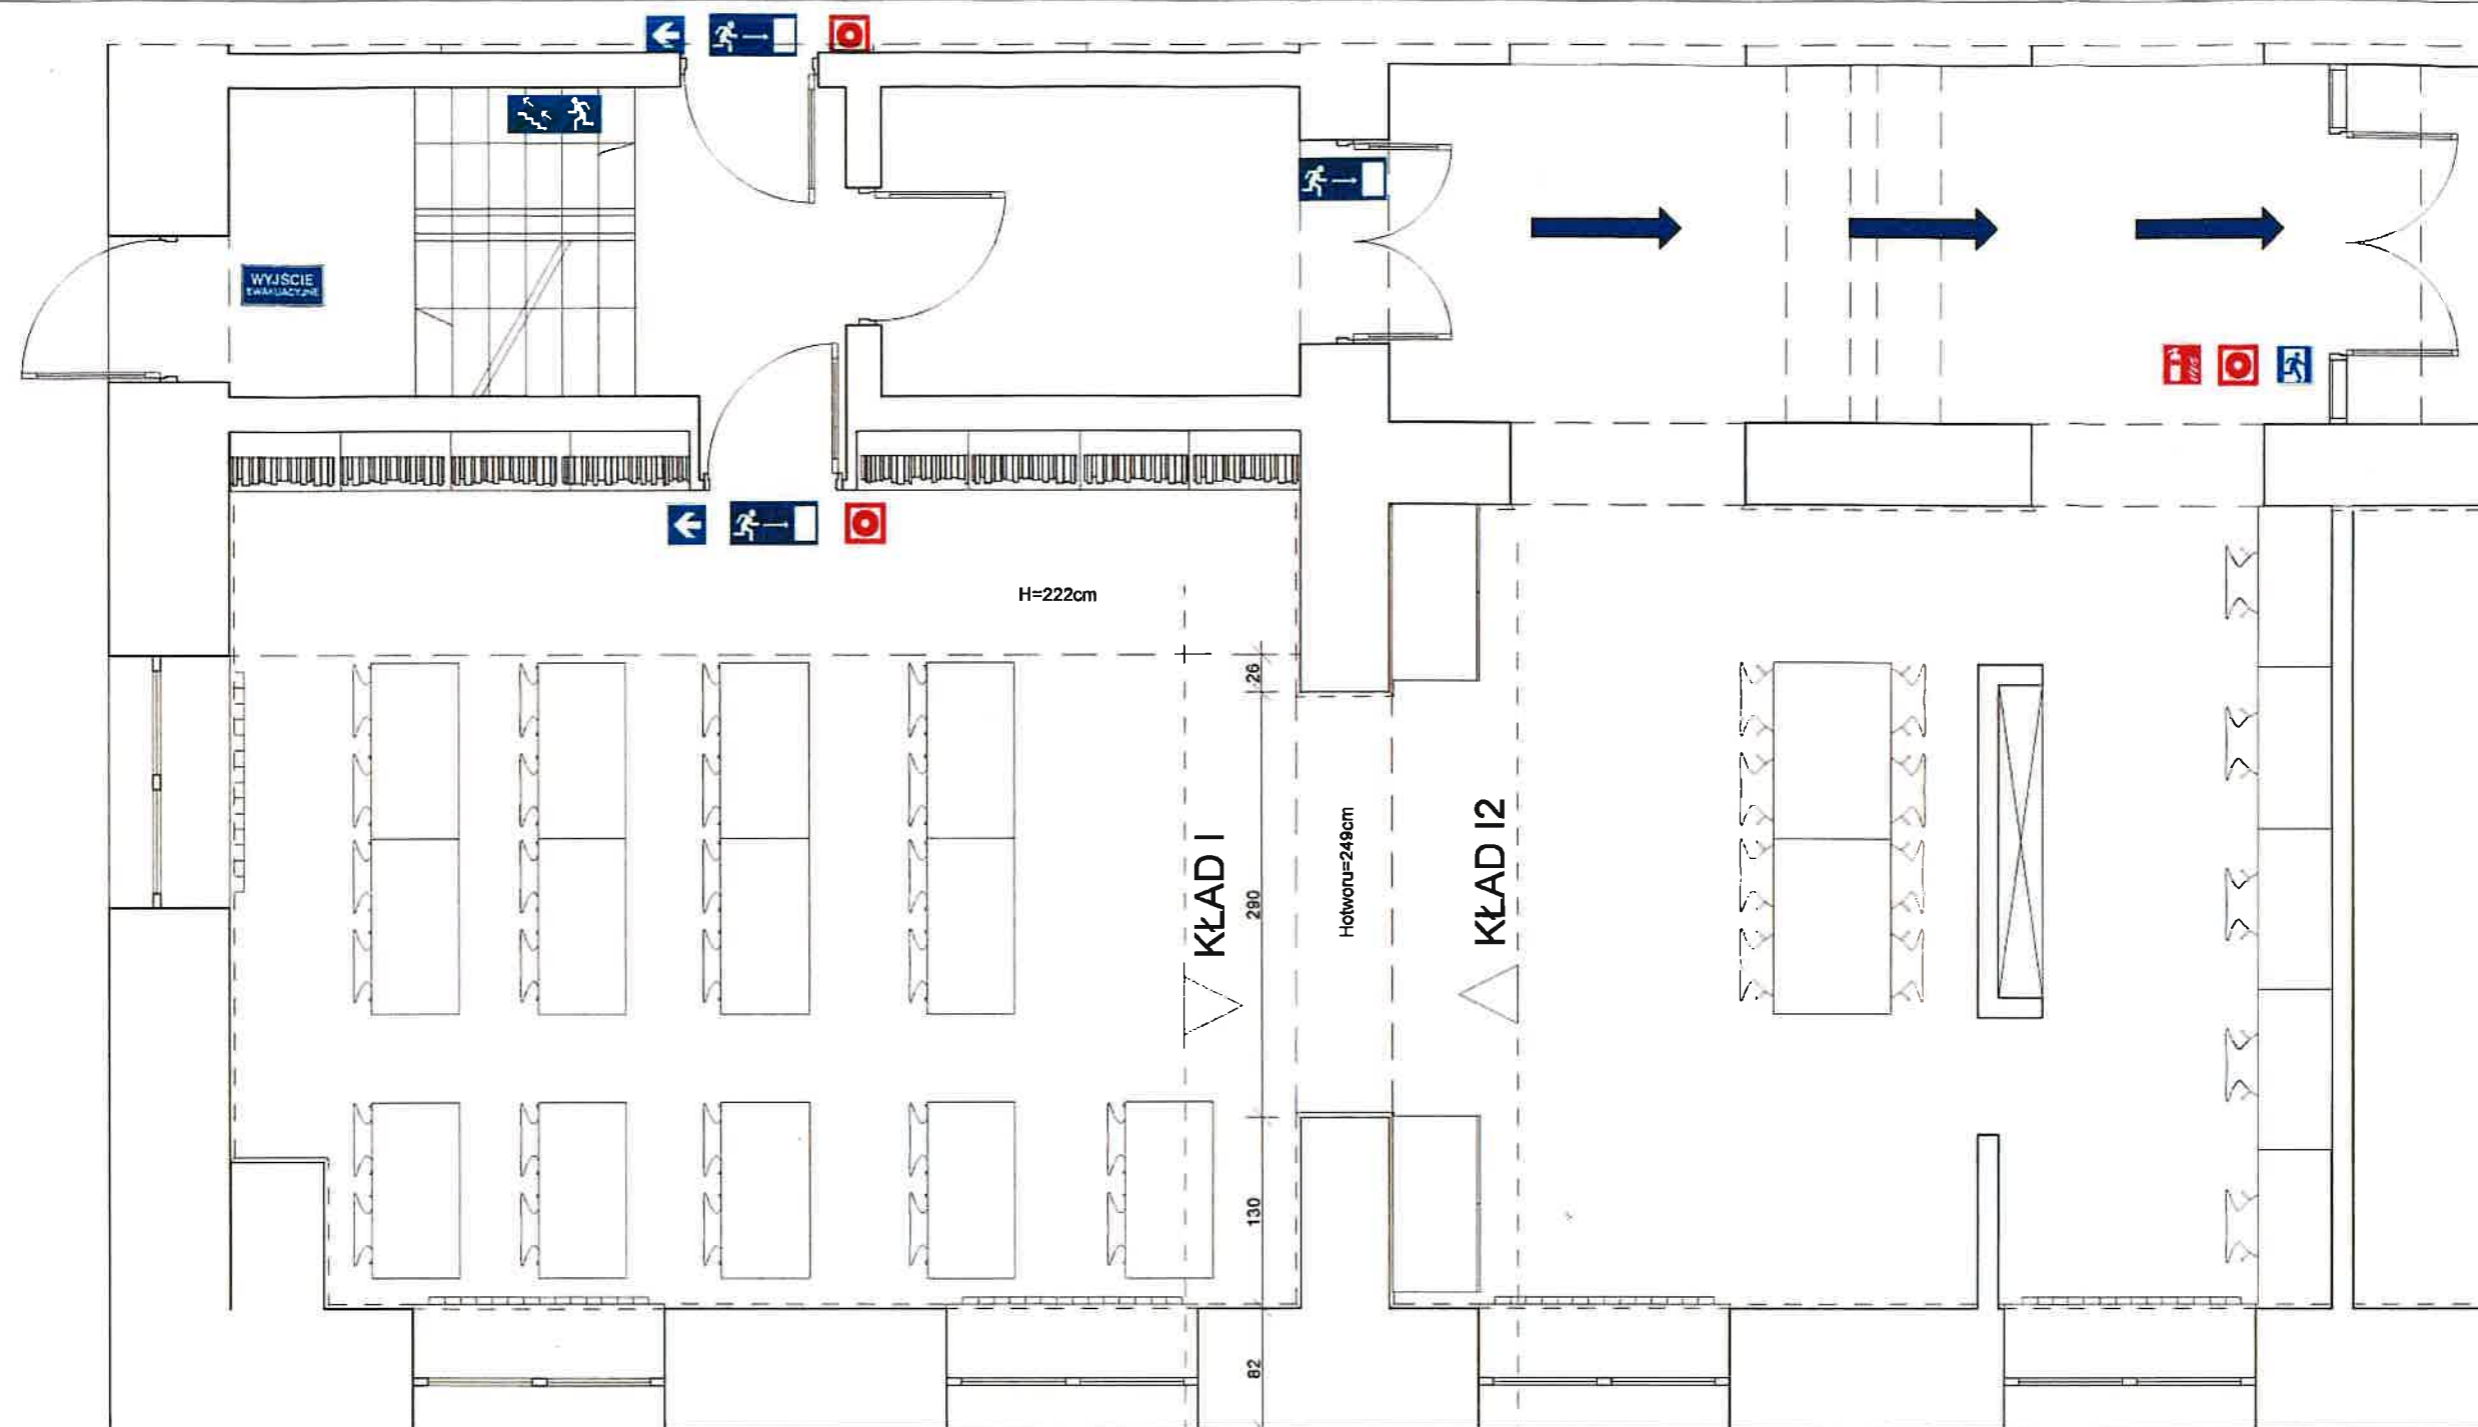 WYJŚCIE
EWAKUACYJNE
H=222cm
26
KŁAD I
290
Hotworu=249cm
KŁAD I2
130
82